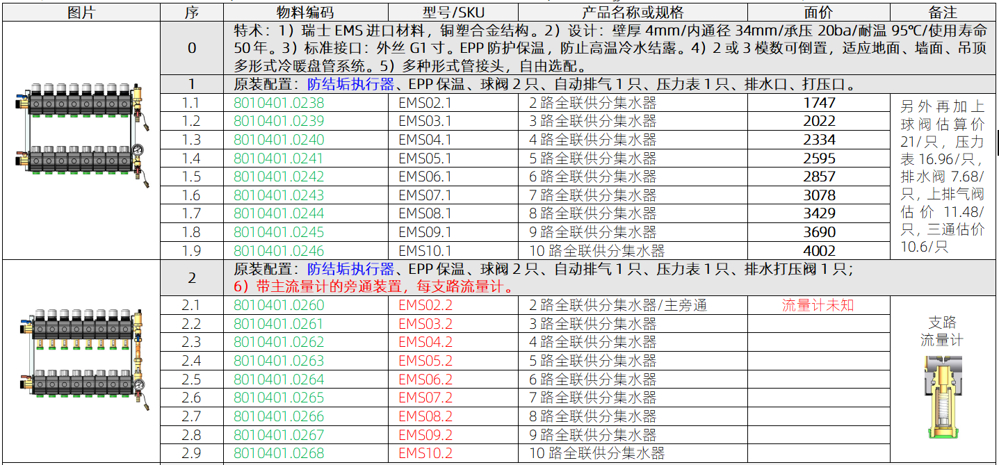 图片 序 物料编码 型号/SKU 产品名称或规格 面价 备注
0 特术：1）瑞士 EMS 进口材料，铜塑合金结构。2）设计：壁厚 4mm/内通径 34mm/承压 20ba/耐温 95℃/使用寿命
50 年。3）标准接口：外丝 G1 寸。EPP 防护保温，防止高温冷水结露。4）2 或 3 模数可倒置，适应地面、墙面、吊顶
多形式冷暖盘管系统。5）多种形式管接头，自由选配。
1 原装配置：防结垢执行器、EPP 保温、球阀 2 只、自动排气 1 只、压力表 1 只、排水口、打压口。
1.1 8010401.0238 EMS02.1 2 路全联供分集水器 1747
1.2 8010401.0239 EMS03.1 3 路全联供分集水器 2022
1.3 8010401.0240 EMS04.1 4 路全联供分集水器 2334
1.4 8010401.0241 EMS05.1 5 路全联供分集水器 2595
1.5 8010401.0242 EMS06.1 6 路全联供分集水器 2857
1.6 8010401.0243 EMS07.1 7 路全联供分集水器 3078
1.7 8010401.0244 EMS08.1 8 路全联供分集水器 3429
1.8 8010401.0245 EMS09.1 9 路全联供分集水器 3690
1.9 8010401.0246 EMS10.1 10 路全联供分集水器 4002
另外再加上
球阀估算价
21/只，压力
表 16.96/只，
排水阀 7.68/
只，上排气阀
估价 11.48/
只，三通估价
10.6/只
2 原装配置：防结垢执行器、EPP 保温、球阀 2 只、自动排气 1 只、压力表 1 只、排水打压阀 1 只；
6）带主流量计的旁通装置，每支路流量计。
2.1 8010401.0260 EMS02.2 2 路全联供分集水器/主旁通 流量计未知
2.2 8010401.0261 EMS03.2 3 路全联供分集水器
2.3 8010401.0262 EMS04.2 4 路全联供分集水器
2.4 8010401.0263 EMS05.2 5 路全联供分集水器
2.5 8010401.0264 EMS06.2 6 路全联供分集水器
2.6 8010401.0265 EMS07.2 7 路全联供分集水器
2.7 8010401.0266 EMS08.2 8 路全联供分集水器
2.8 8010401.0267 EMS09.2 9 路全联供分集水器
2.9 8010401.0268 EMS10.2 10 路全联供分集水器
支路
流量计